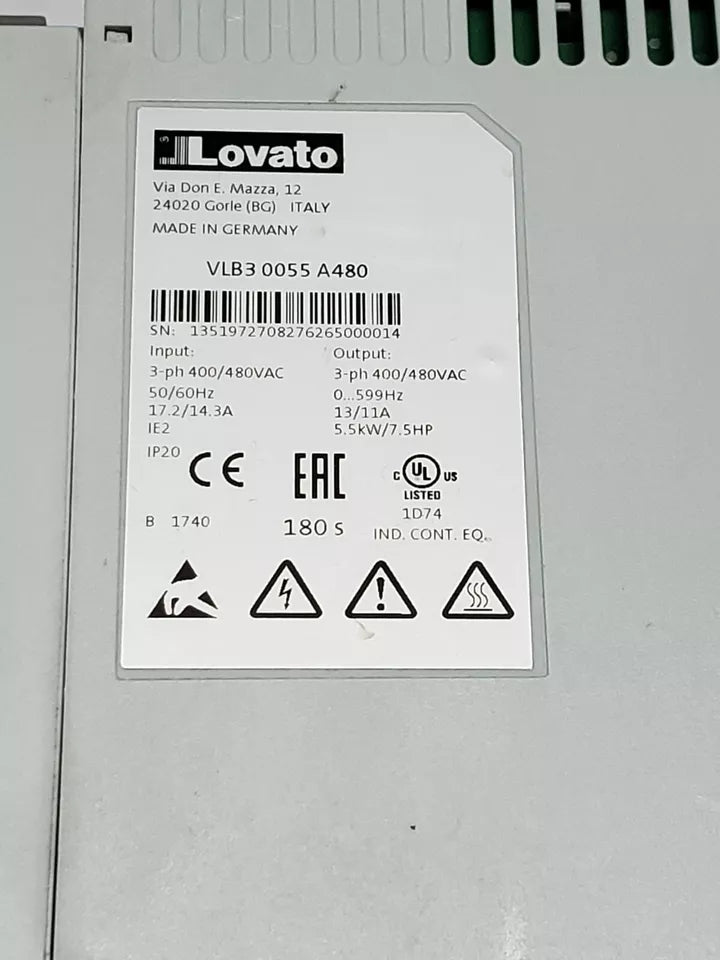 Lovato
Via Don E. Mazza, 12
24020 Gorle (BG) ITALY
MADE IN GERMANY
VLB3 0055 A480
SN: 1351972708276265000014
Input: Output:
3-ph 400/480VAC 3-ph 400/480VAC
50/60Hz 0...599Hz
17.2/14.3A 13/11A
IE2 5.5kW/7.5HP
IP20 CE EAC C UL US
LISTED
1D74
B 1740 180 s IND. CONT. EQ.